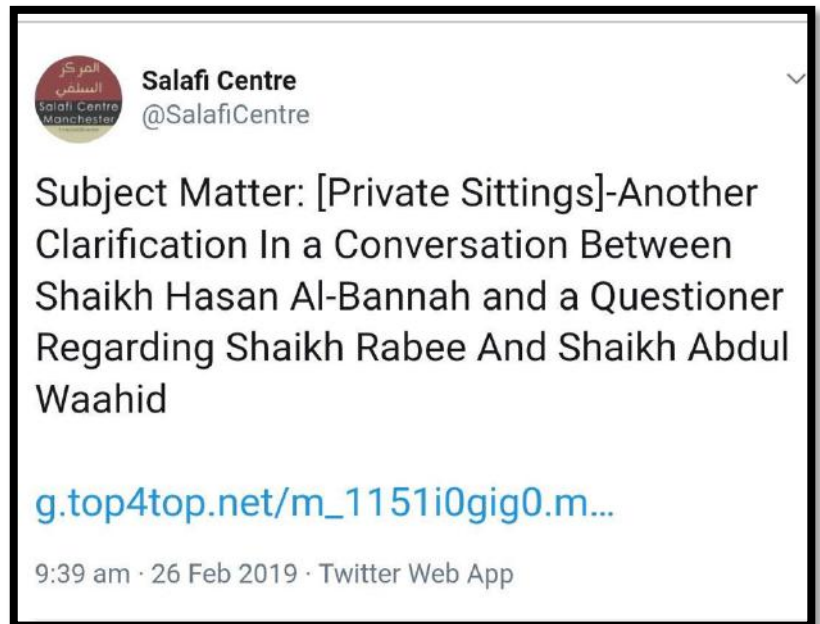 المركز
السلفي
Salafi Centre
Manchester
Salafi Centre
@SalafiCentre
Subject Matter: [Private Sittings]-Another
Clarification In a Conversation Between
Shaikh Hasan Al-Bannah and a Questioner
Regarding Shaikh Rabee And Shaikh Abdul
Waahid
g.top4top.net/m_1151i0gig0.m...
9:39 am · 26 Feb 2019 · Twitter Web App